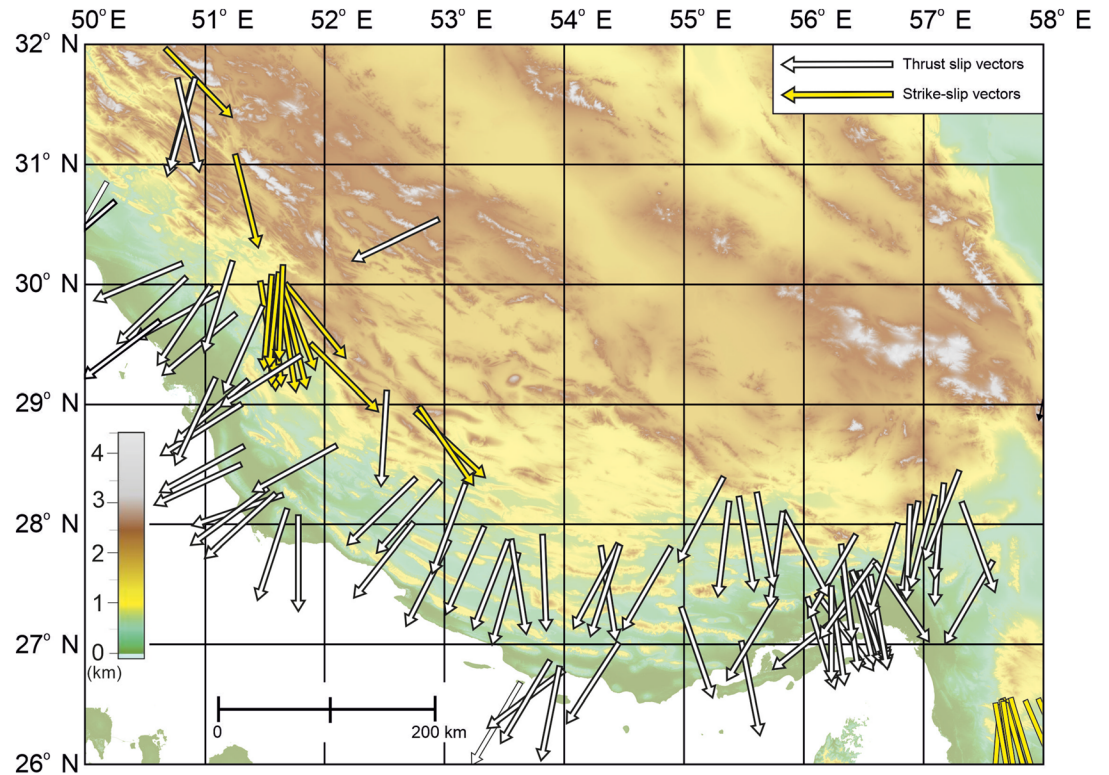 50° E 51° E 52° E 53° E 54° E 55° E 56° E 57° E 58° E
32° N
Thrust slip vectors
Strike-slip vectors
31° N
30° N
29° N
4
3
28° N
2
1
27° N
0
(km)
0 200 km
26° N